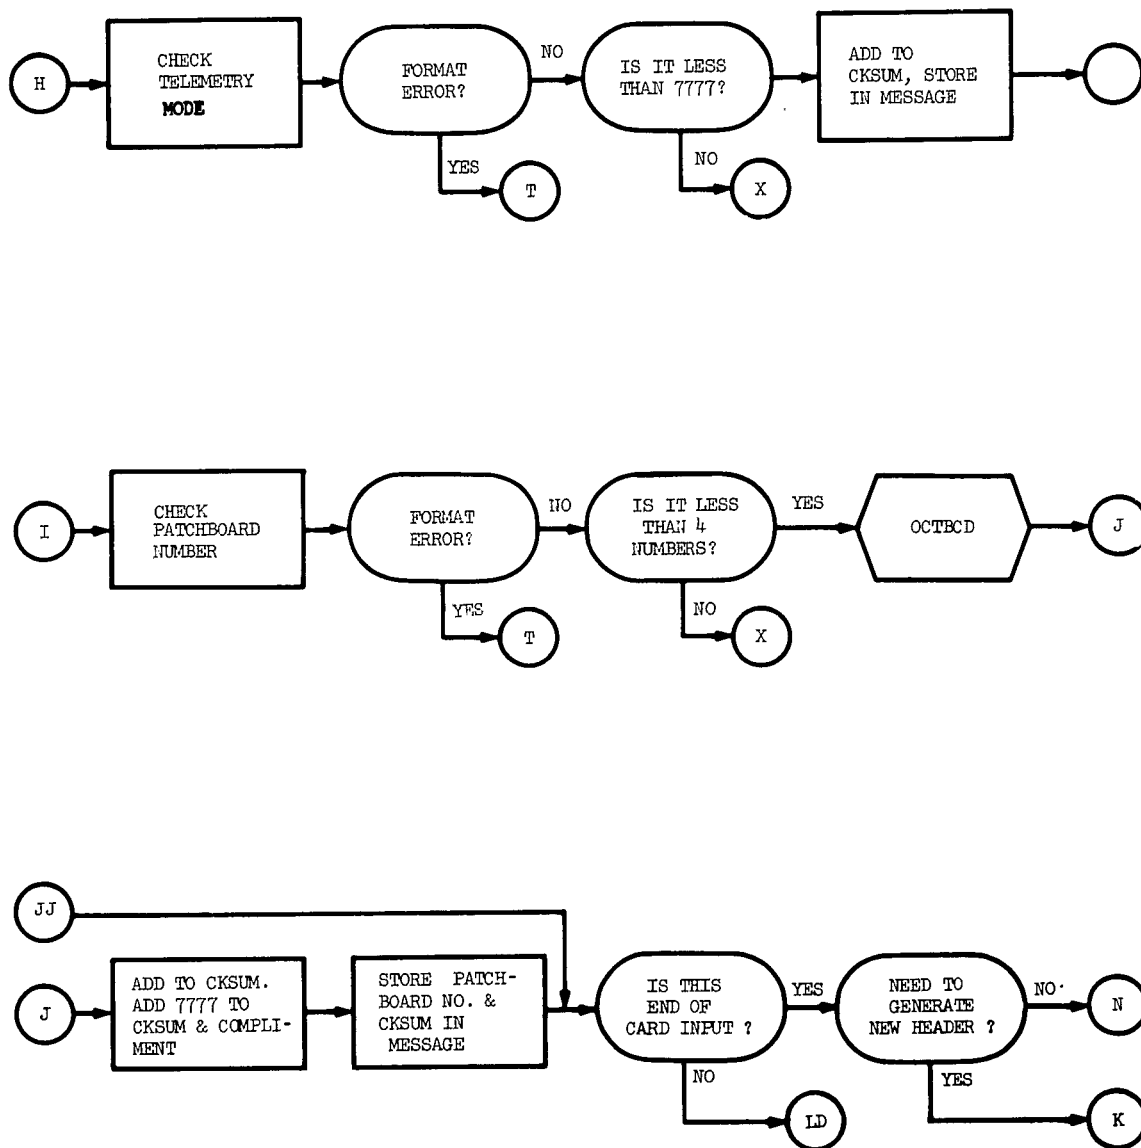 H
CHECK
TELEMETRY
MODE
FORMAT
ERROR?
NO
IS IT LESS
THAN 7777?
ADD TO
CKSUM, STORE
IN MESSAGE
YES
T
NO
X
I
CHECK
PATCHBOARD
NUMBER
FORMAT
ERROR?
NO
IS IT LESS
THAN 4
NUMBERS?
YES
OCTBCD
J
YES
T
NO
X
JJ
J
ADD TO CKSUM.
ADD 7777 TO
CKSUM & COMPLI-
MENT
STORE PATCH-
BOARD NO. &
CKSUM IN
MESSAGE
IS THIS
END OF
CARD INPUT ?
YES
NEED TO
GENERATE
NEW HEADER ?
NO
N
NO
LD
YES
K